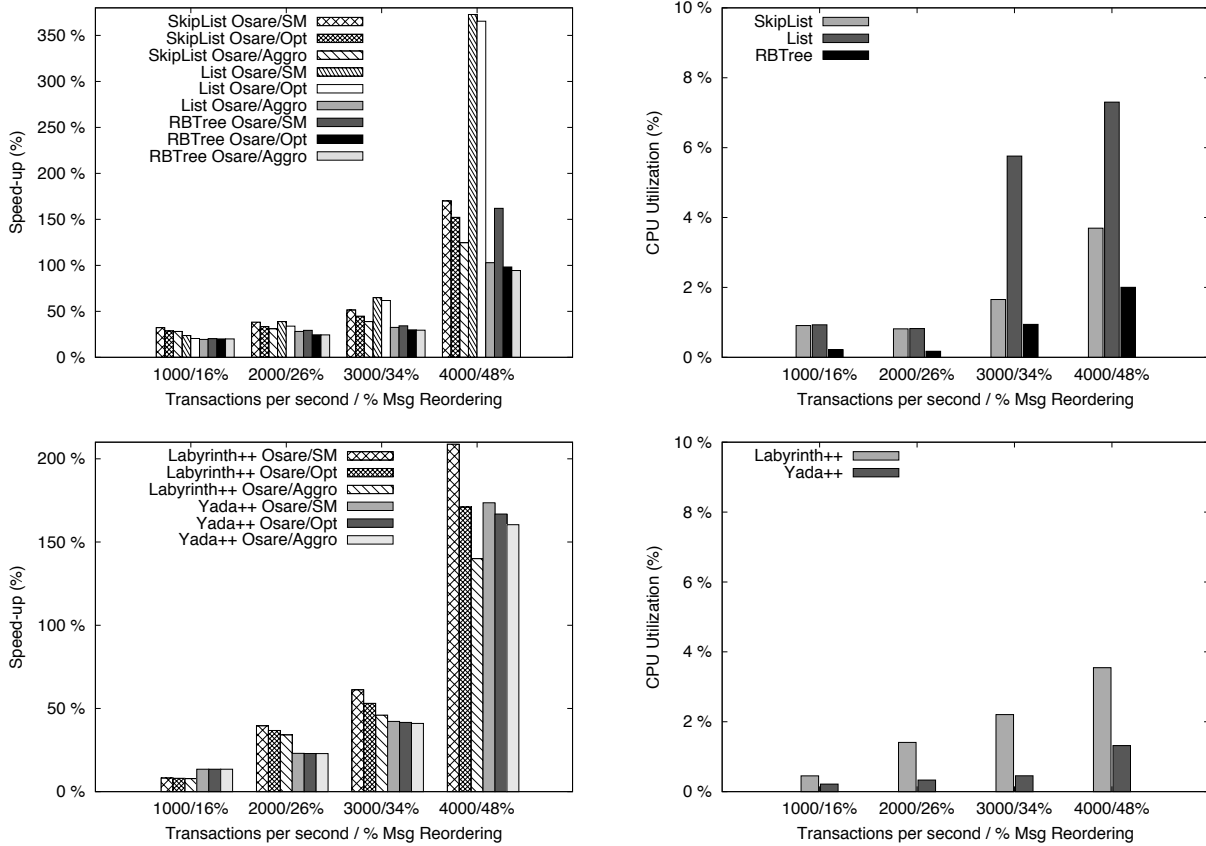 350 %
300 %
250 %
200 %
150 %
100 %
50 %
0 %
Speed-up (%)
SkipList Osare/SM
SkipList Osare/Opt
SkipList Osare/Aggro
List Osare/SM
List Osare/Opt
List Osare/Aggro
RBTree Osare/SM
RBTree Osare/Opt
RBTree Osare/Aggro
1000/16% 2000/26% 3000/34% 4000/48%
Transactions per second / % Msg Reordering
10 %
8 %
6 %
4 %
2 %
0 %
CPU Utilization (%)
SkipList
List
RBTree
1000/16% 2000/26% 3000/34% 4000/48%
Transactions per second / % Msg Reordering
200 %
150 %
100 %
50 %
0 %
Speed-up (%)
Labyrinth++ Osare/SM
Labyrinth++ Osare/Opt
Labyrinth++ Osare/Aggro
Yada++ Osare/SM
Yada++ Osare/Opt
Yada++ Osare/Aggro
1000/16% 2000/26% 3000/34% 4000/48%
Transactions per second / % Msg Reordering
10 %
8 %
6 %
4 %
2 %
0 %
CPU Utilization (%)
Labyrinth++
Yada++
1000/16% 2000/26% 3000/34% 4000/48%
Transactions per second / % Msg Reordering